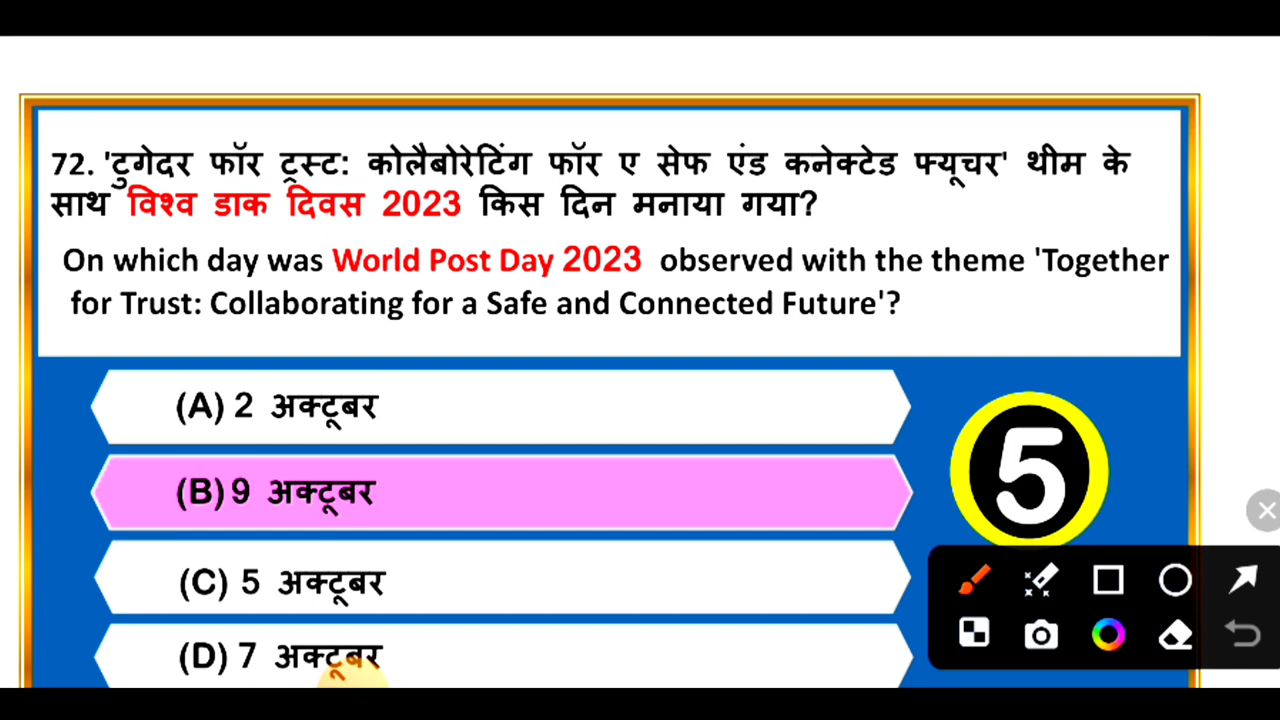 72. 'टुगेदर फॉर ट्रस्ट: कोलैबोरेटिंग फॉर ए सेफ एंड कनेक्टेड फ्यूचर' थीम के
साथ विश्व डाक दिवस 2023 किस दिन मनाया गया?
On which day was World Post Day 2023 observed with the theme 'Together
for Trust: Collaborating for a Safe and Connected Future'?
(A) 2 अक्टूबर
(B) 9 अक्टूबर
5
(C) 5 अक्टूबर
(D) 7 अक्टूबर